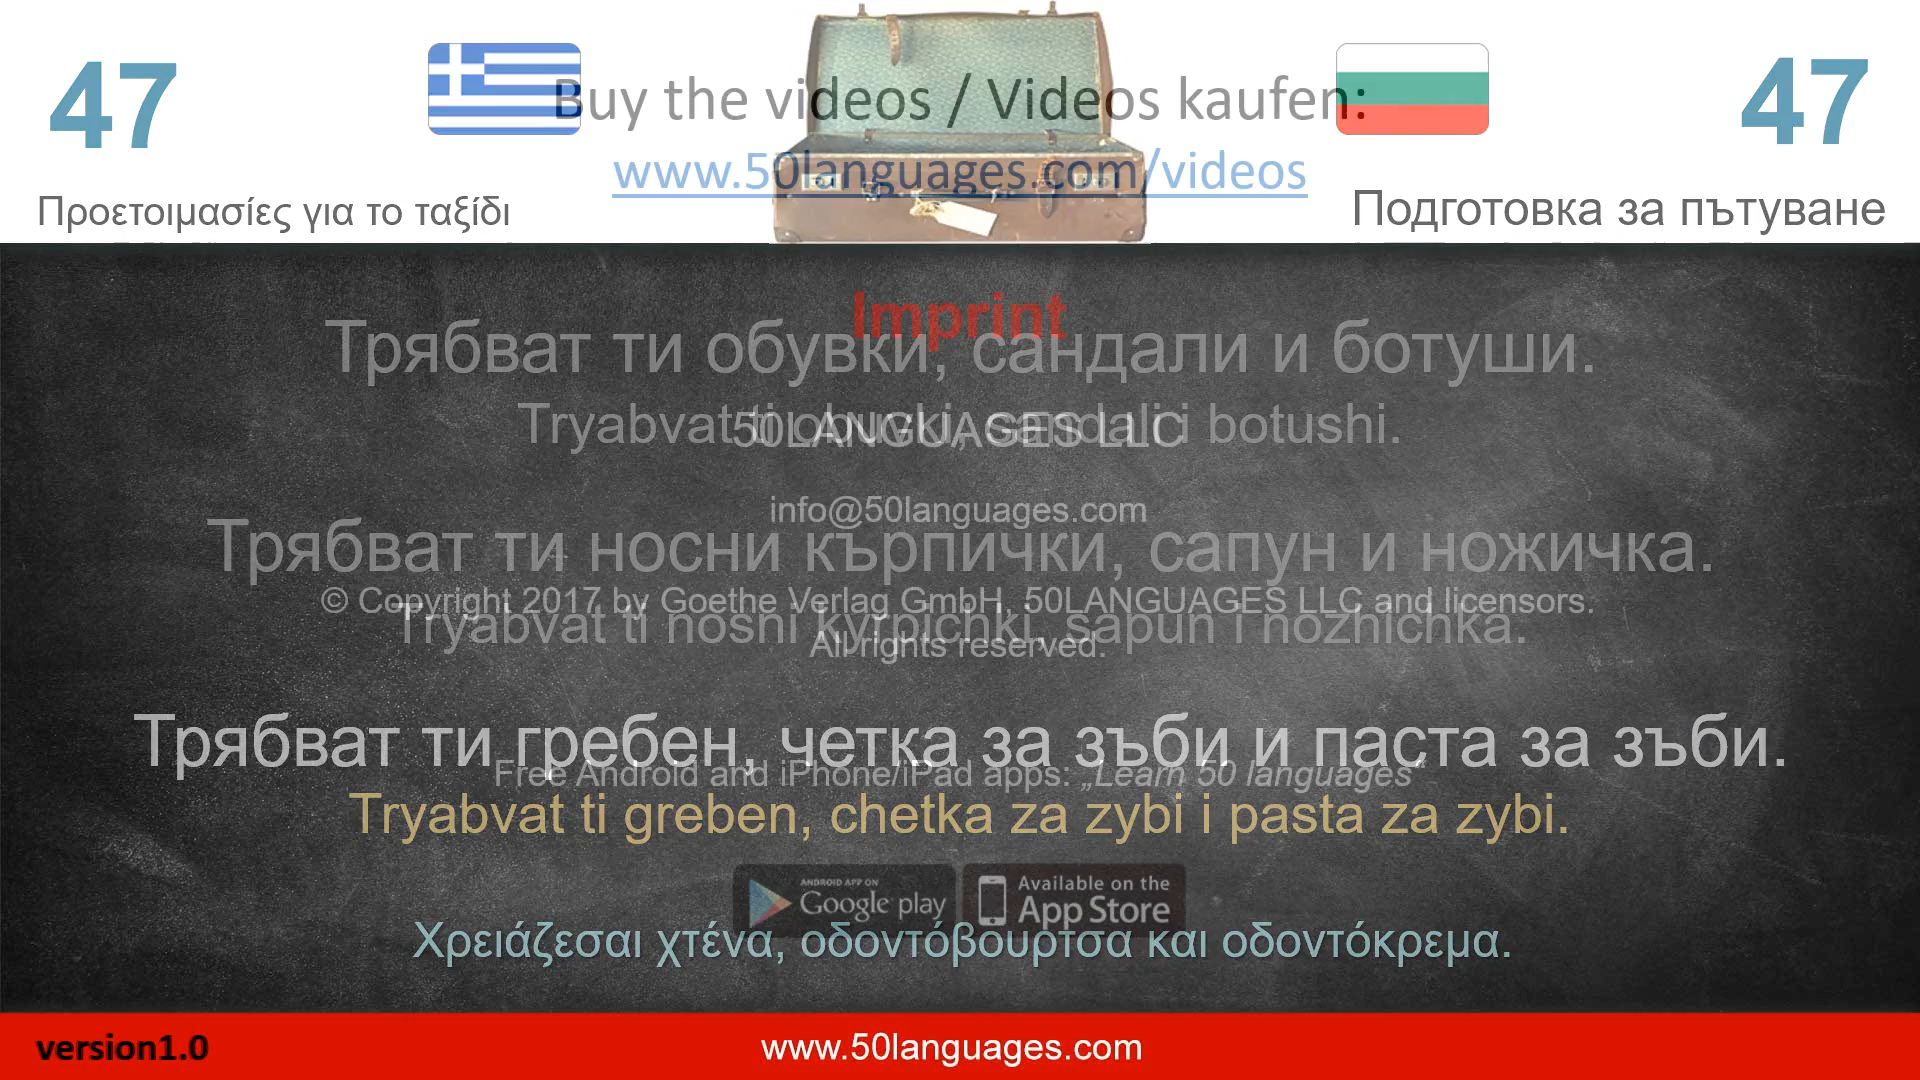 47
47
Buy the videos / Videos kaufen:
www.50languages.com/videos
Προετοιμασίες για το ταξίδι
Подготовка за пътуване
Imprint
Трябват ти обувки, сандали и ботуши.
Tryabvat ti obuvki, sandali i botushi.
50LANGUAGES LLC
info@50languages.com
Трябват ти носни кърпички, сапун и ножичка.
© Copyright 2017 by Goethe Verlag GmbH, 50LANGUAGES LLC and licensors.
Tryabvat ti nosni kyrpichki, sapun i nozhichka.
All rights reserved.
Трябват ти гребен, четка за зъби и паста за зъби.
Free Android and iPhone/iPad apps: „Learn 50 languages“
Tryabvat ti greben, chetka za zybi i pasta za zybi.
ANDROID APP ON
Google play
Available on the
App Store
Χρειάζεσαι χτένα, οδοντόβουρτσα και οδοντόκρεμα.
version1.0
www.50languages.com